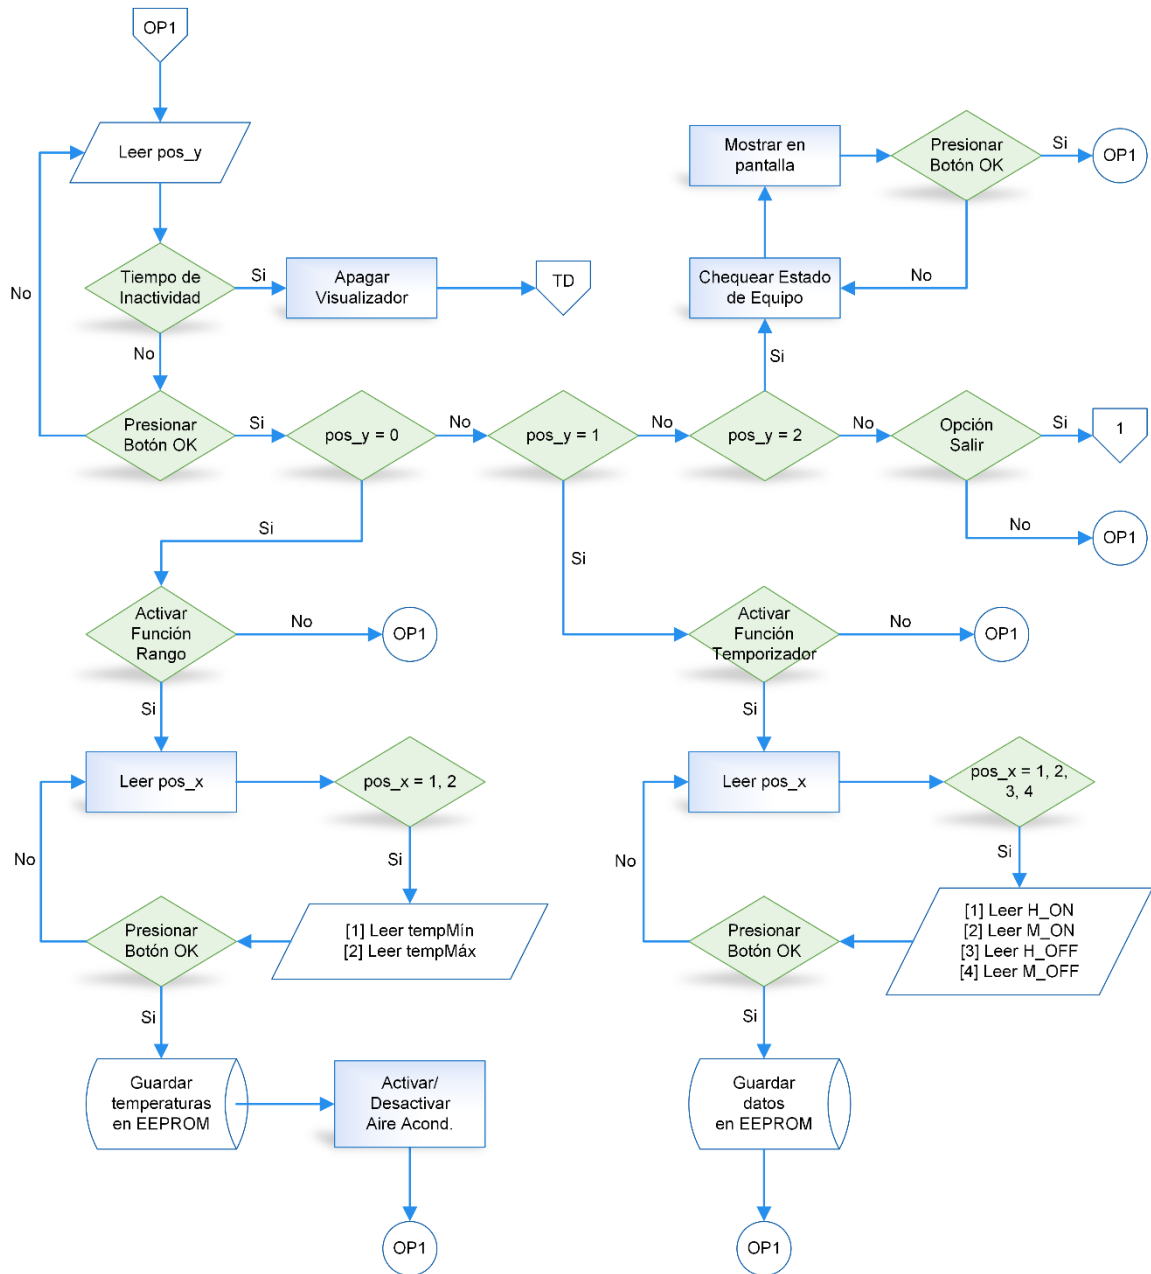 OP1
Leer pos_y
Mostrar en
pantalla
Presionar
Botón OK
Si
OP1
No
Tiempo de
Inactividad
Si
Apagar
Visualizador
TD
Chequear Estado
de Equipo
No
No
Si
Presionar
Botón OK
Si
pos_y = 0
No
pos_y = 1
No
pos_y = 2
No
Opción
Salir
Si
1
Si
No
OP1
Si
Activar
Función
Rango
No
OP1
Activar
Función
Temporizador
No
OP1
Si
Si
Leer pos_x
pos_x = 1, 2
Leer pos_x
pos_x = 1, 2,
3, 4
No
Si
No
Si
Presionar
Botón OK
[1] Leer tempMín
[2] Leer tempMáx
Presionar
Botón OK
[1] Leer H_ON
[2] Leer M_ON
[3] Leer H_OFF
[4] Leer M_OFF
Si
Si
Guardar
temperaturas
en EEPROM
Activar/
Desactivar
Aire Acond.
Guardar
datos
en EEPROM
OP1
OP1